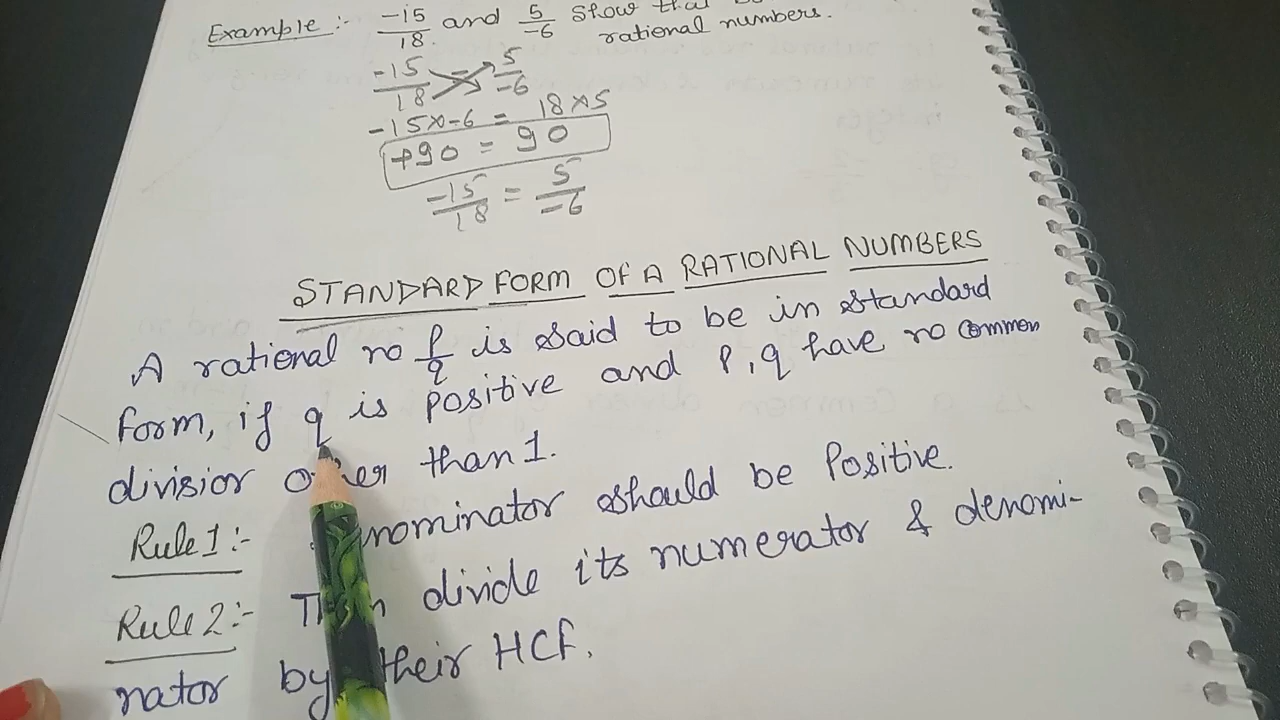 Example :- -15/18 and 5/-6 show
rational numbers.
-15/18 = 5/-6
-15×-6 = 18×5
+90 = 90
-15/18 = 5/-6
STANDARD FORM OF A RATIONAL NUMBERS
A rational no p/q is said to be in standard
form, if q is positive and P, q have no common
division other than 1.
Rule 1:- nominator should be Positive.
Rule 2:- divide its numerator & denomi-
nator by their HCF.